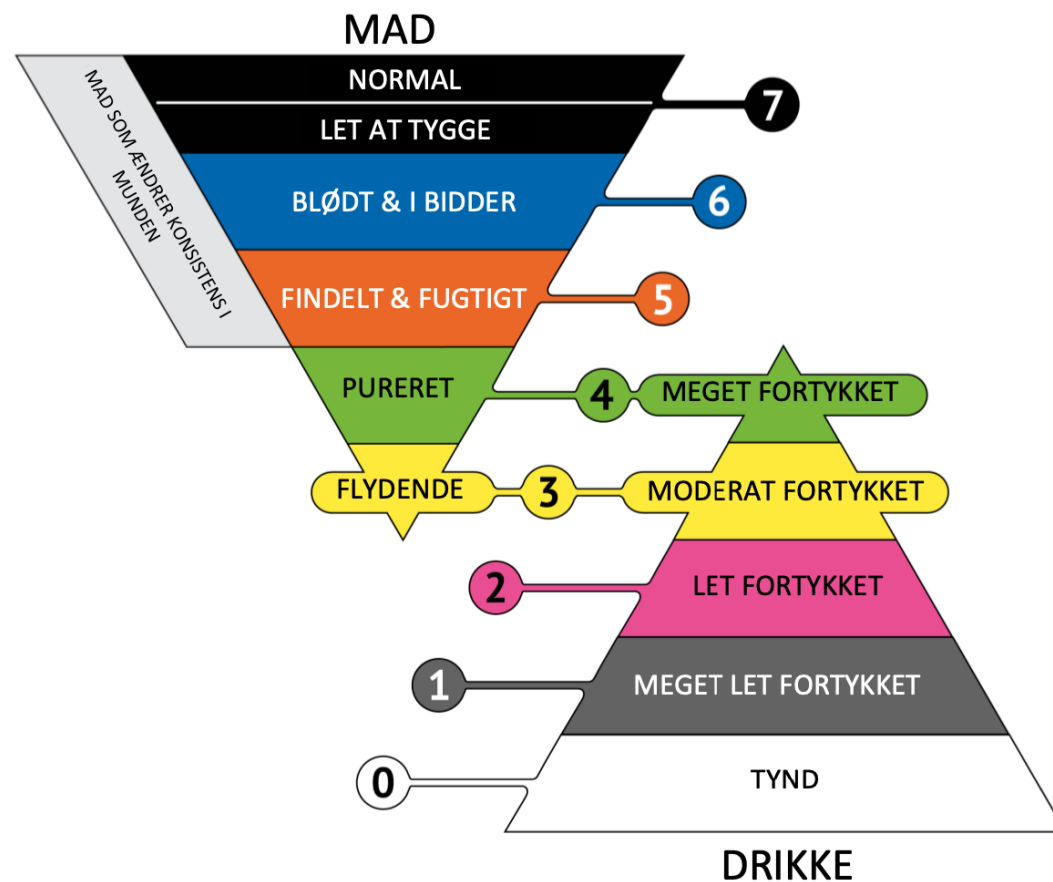 MAD
NORMAL
7
LET AT TYGGE
MAD SOM ÆNDRER KONSISTENS I
MUNDEN
BLØDT & I BIDDER
6
FINDELT & FUGTIGT
5
PURERET
4
MEGET FORTYKKET
FLYDENDE
3
MODERAT FORTYKKET
2
LET FORTYKKET
1
MEGET LET FORTYKKET
0
TYND
DRIKKE